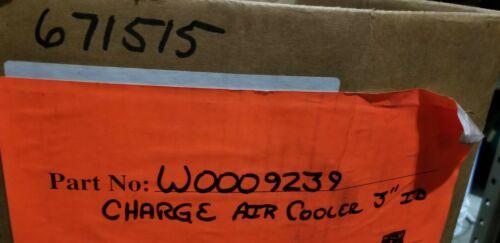 671515
Part No: W0009239
CHARGE AIR COOLER 3" ID